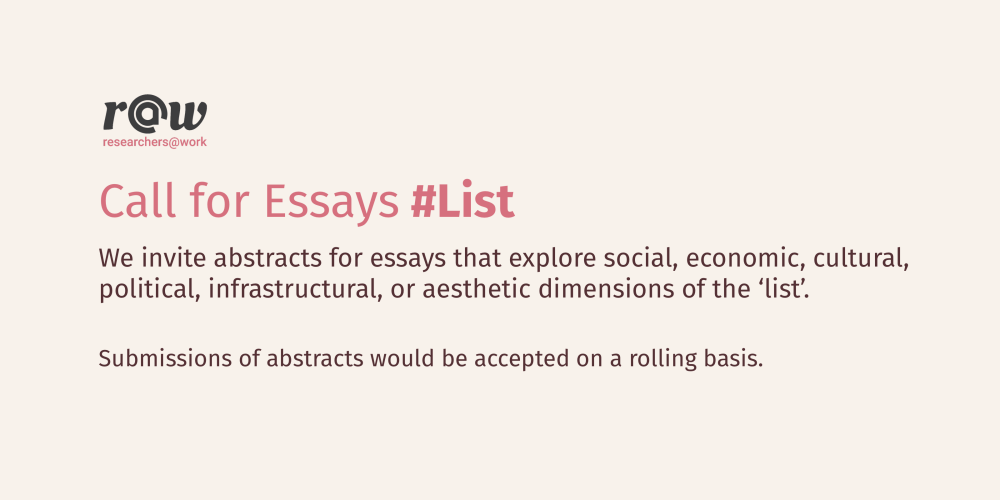 r@w
researchers@work
Call for Essays #List
We invite abstracts for essays that explore social, economic, cultural,
political, infrastructural, or aesthetic dimensions of the ‘list’.
Submissions of abstracts would be accepted on a rolling basis.